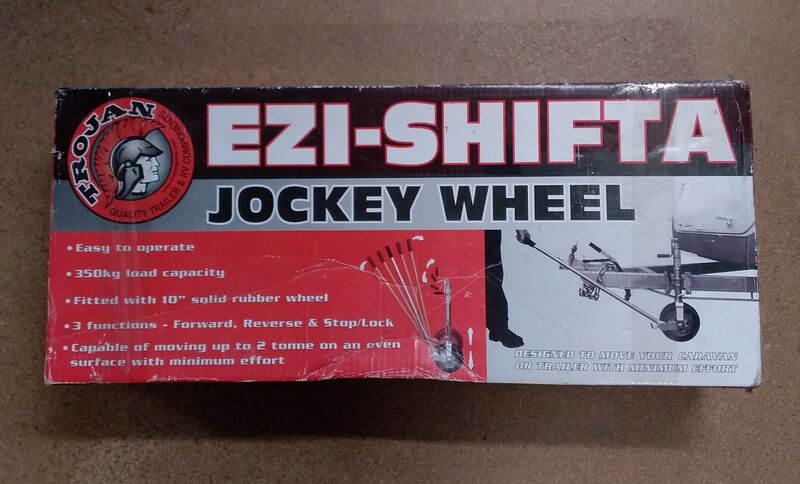 TROJAN
QUALITY TRAILER & RV COMPONENTS
EZI-SHIFTA
JOCKEY WHEEL
• Easy to operate
• 350kg load capacity
• Fitted with 10" solid rubber wheel
• 3 functions - Forward, Reverse & Stop/Lock
• Capable of moving up to 2 tonne on an even
surface with minimum effort
DESIGNED TO MOVE YOUR CARAVAN
OR TRAILER WITH MINIMUM EFFORT